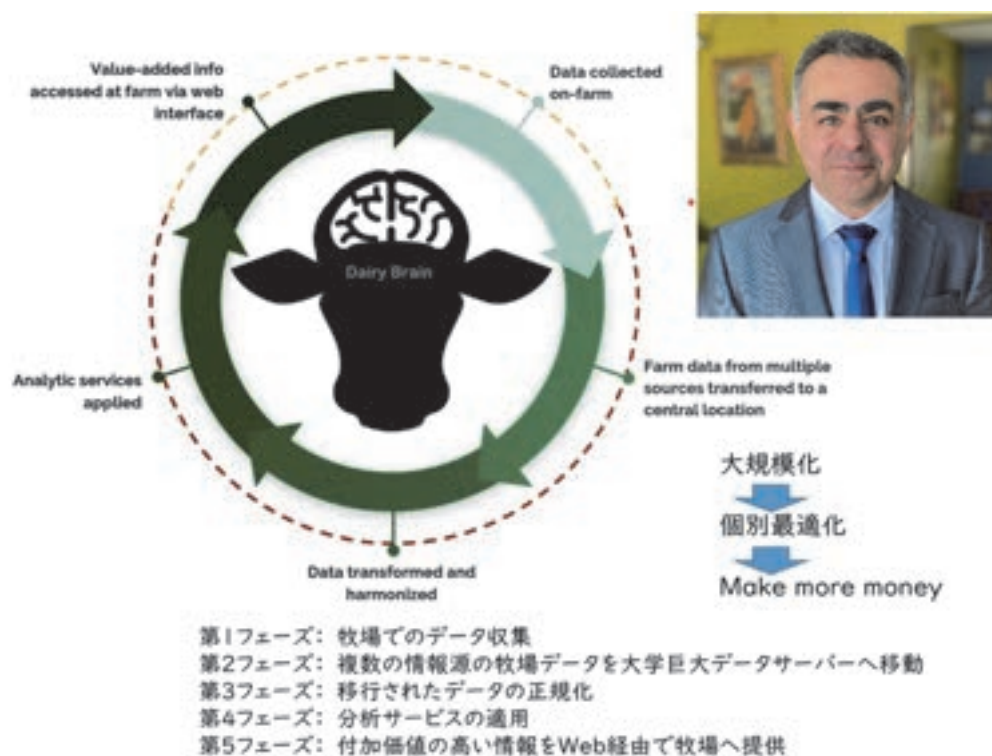 Value-added info
accessed at farm via web
interface
Data collected
on-farm
Dairy Brain
Analytic services
applied
Farm data from multiple
sources transferred to a
central location
Data transformed and
harmonized
大規模化
個別最適化
Make more money
第1フェーズ: 牧場でのデータ収集
第2フェーズ: 複数の情報源の牧場データを大学巨大データサーバーへ移動
第3フェーズ: 移行されたデータの正規化
第4フェーズ: 分析サービスの適用
第5フェーズ: 付加価値の高い情報をWeb経由で牧場へ提供